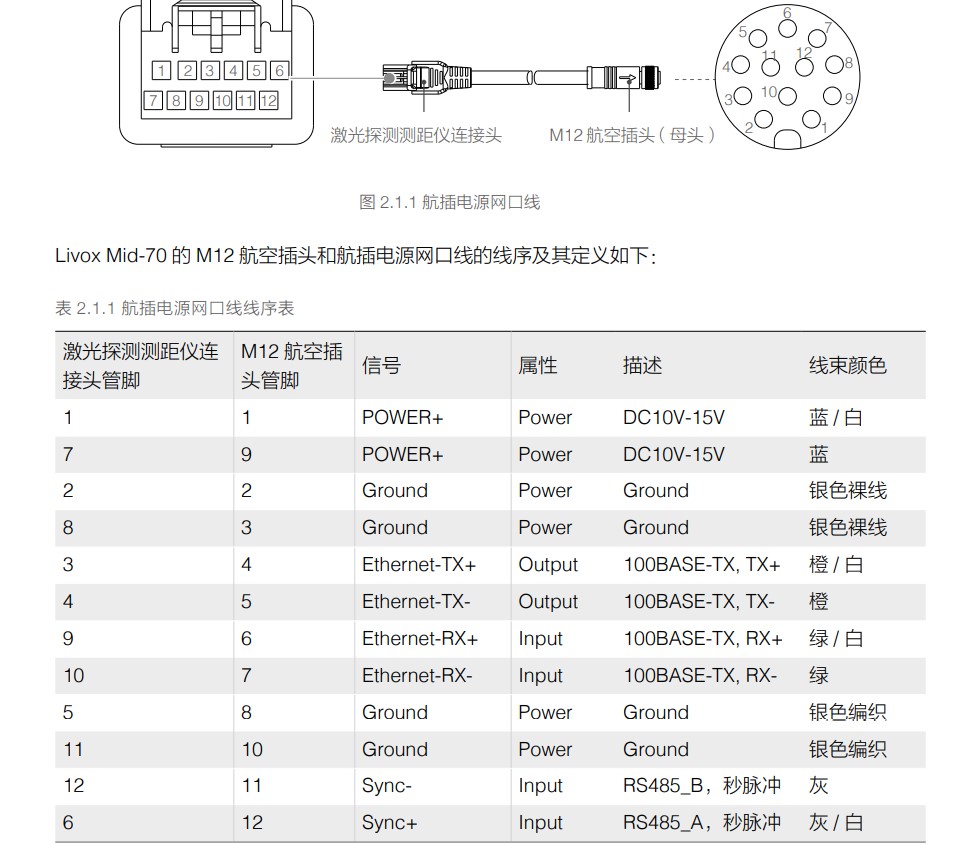 1 2 3 4 5 6
7 8 9 10 11 12
6
5 7
11 12
4 8
3 10 9
2 1
激光探测测距仪连接头 M12 航空插头（母头）
图 2.1.1 航插电源网口线
Livox Mid-70 的 M12 航空插头和航插电源网口线的线序及其定义如下：
表 2.1.1 航插电源网口线线序表
激光探测测距仪连接头管脚 M12 航空插头管脚 信号 属性 描述 线束颜色
1 1 POWER+ Power DC10V-15V 蓝 / 白
7 9 POWER+ Power DC10V-15V 蓝
2 2 Ground Power Ground 银色裸线
8 3 Ground Power Ground 银色裸线
3 4 Ethernet-TX+ Output 100BASE-TX, TX+ 橙 / 白
4 5 Ethernet-TX- Output 100BASE-TX, TX- 橙
9 6 Ethernet-RX+ Input 100BASE-TX, RX+ 绿 / 白
10 7 Ethernet-RX- Input 100BASE-TX, RX- 绿
5 8 Ground Power Ground 银色编织
11 10 Ground Power Ground 银色编织
12 11 Sync- Input RS485_B，秒脉冲 灰
6 12 Sync+ Input RS485_A，秒脉冲 灰 / 白